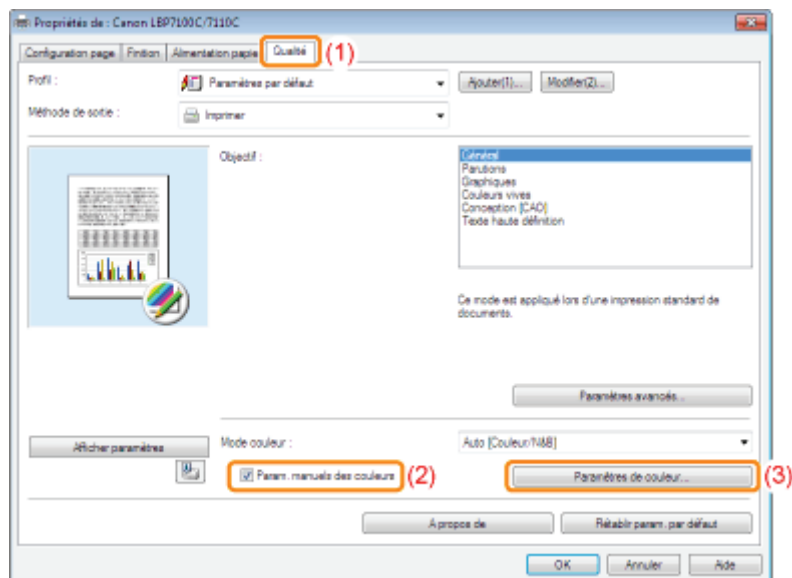 Propriétés de : Canon LBP7100C/7110C
Configuration page Finition Alimentation papie Qualité (1)
Profil : Paramètres par défaut Ajouter(1)... Modifier(2)...
Méthode de sortie : Imprimer
Objectif : Général
Parutions
Graphiques
Couleurs vives
Conception [CAO]
Texte haute définition
Ce mode est appliqué lors d'une impression standard de
documents.
Paramètres avancés...
Afficher paramètres Mode couleur : Auto [Couleur/N&B]
Param. manuels des couleurs (2) Paramètres de couleur... (3)
A propos de Rétablir param. par défaut
OK Annuler Aide